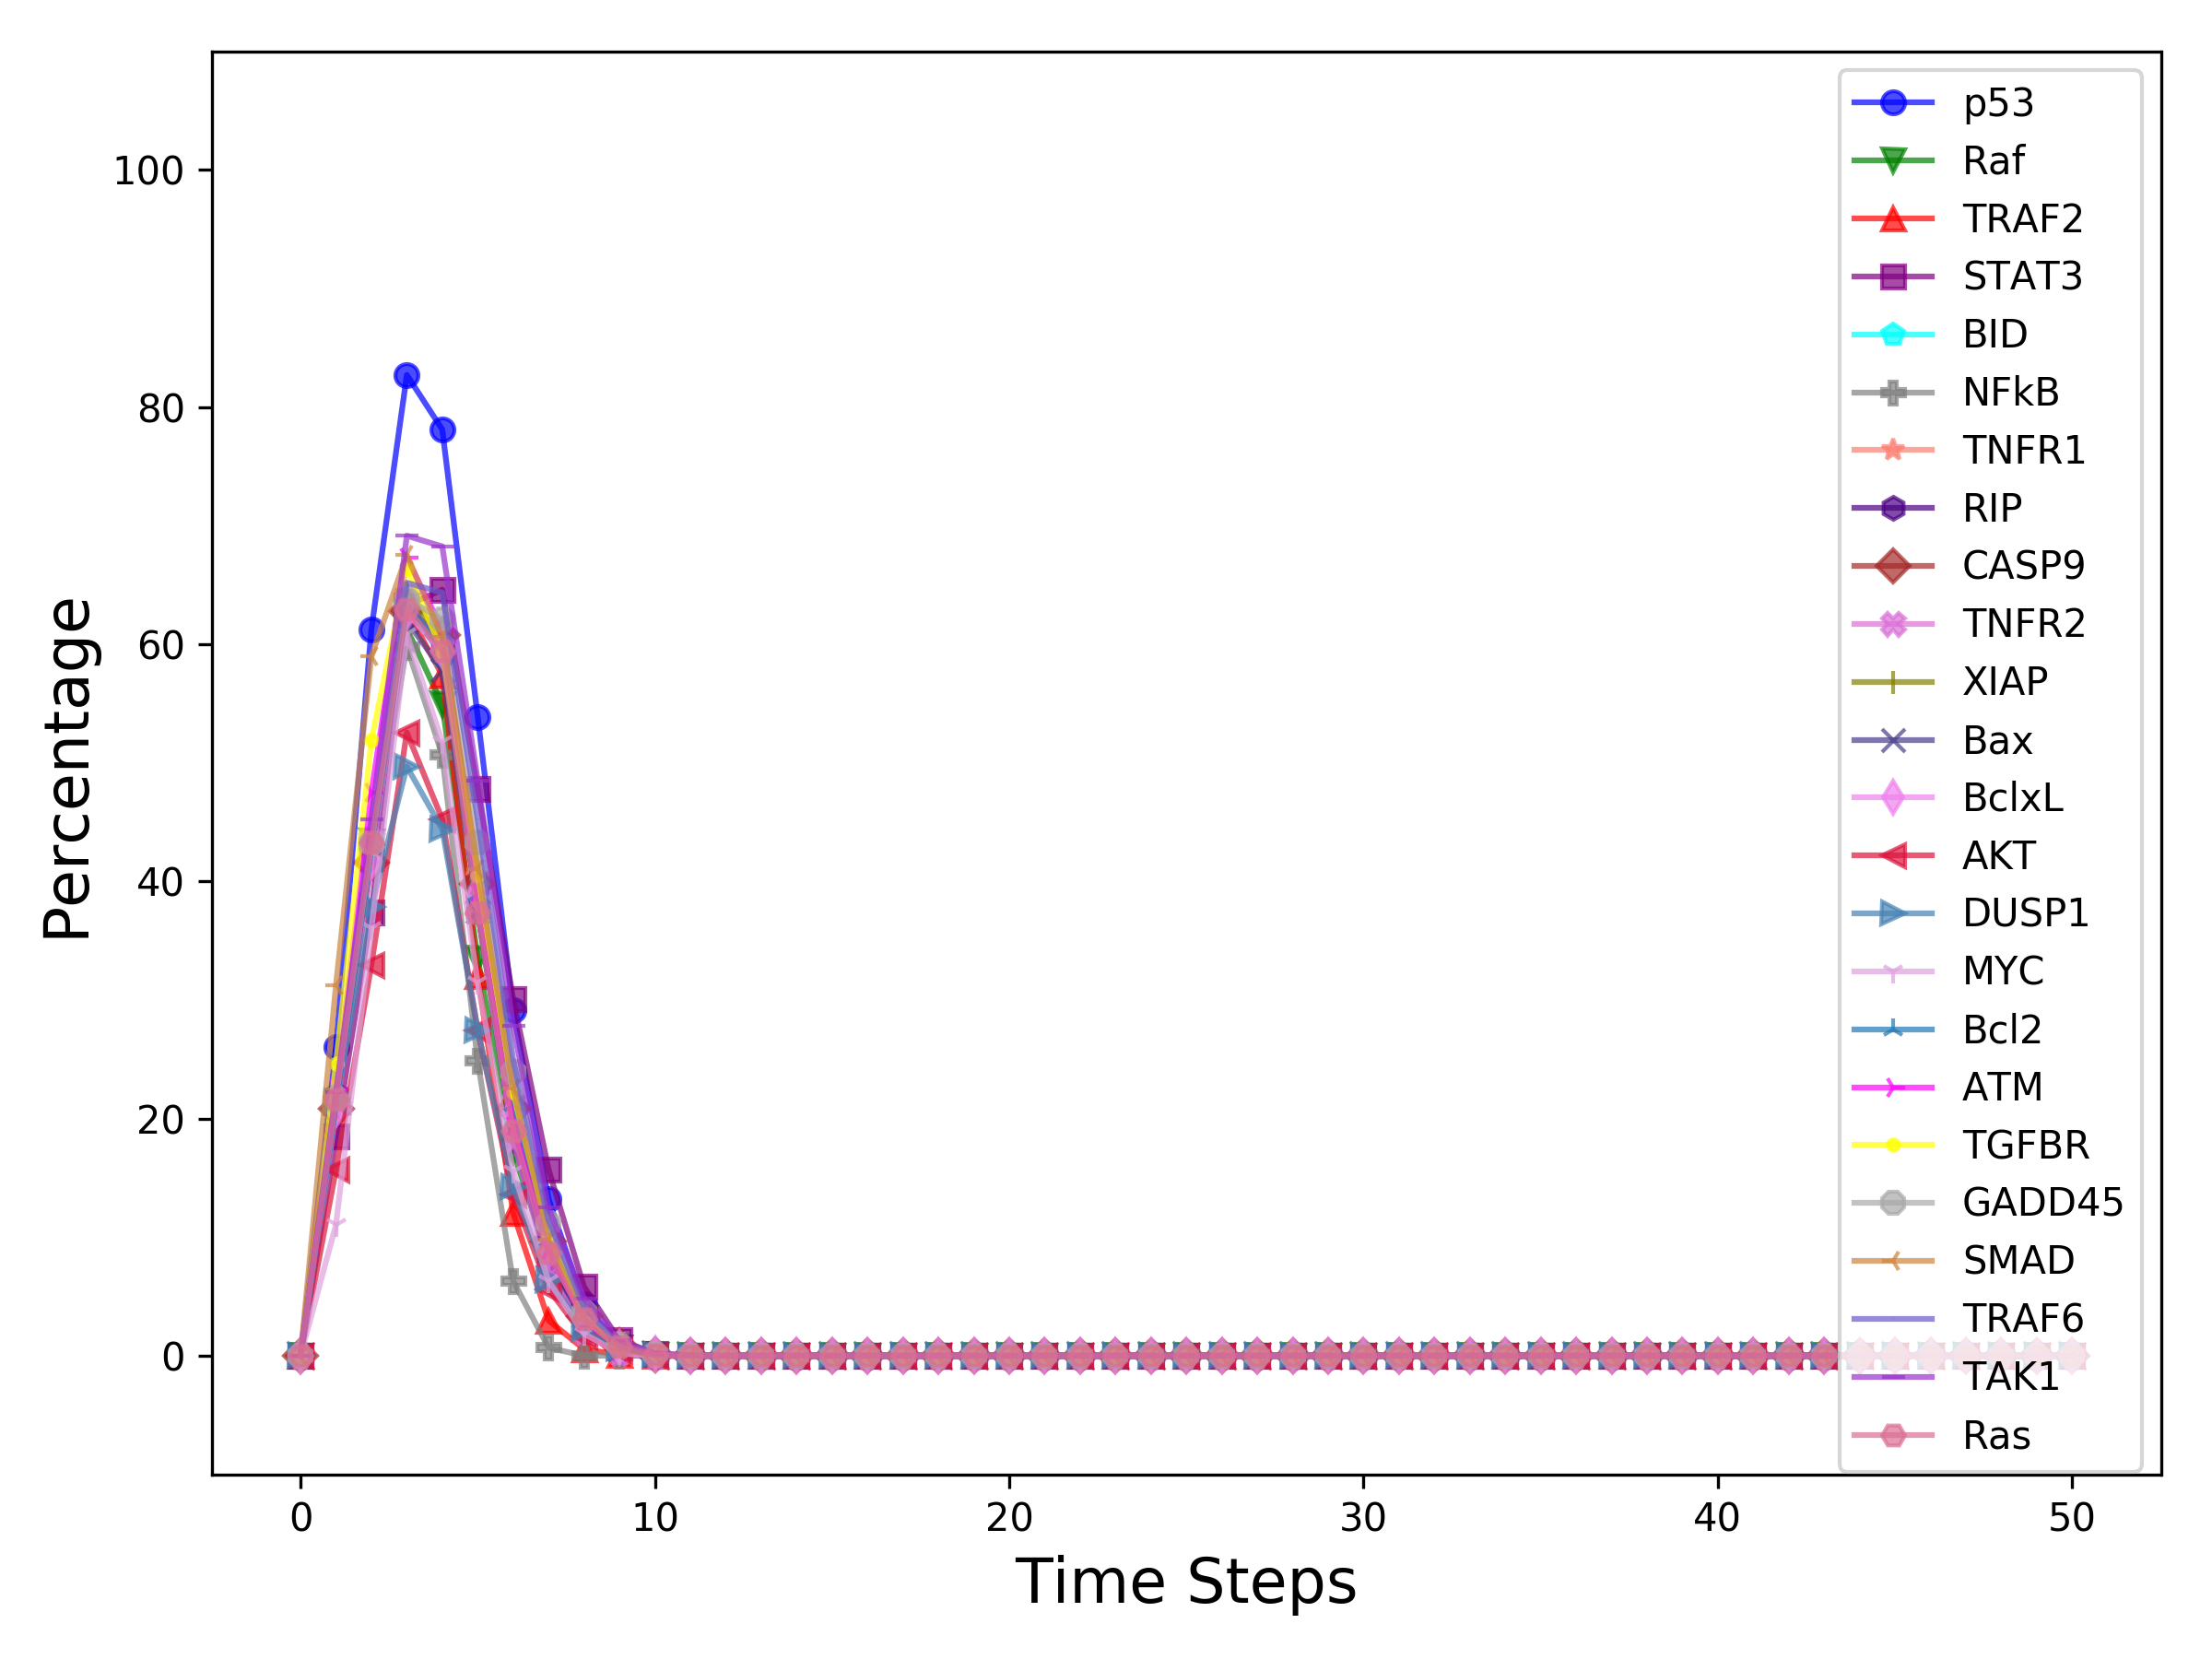 Percentage
100
80
60
40
20
0
0 10 20 30 40 50
Time Steps
p53
Raf
TRAF2
STAT3
BID
NFkB
TNFR1
RIP
CASP9
TNFR2
XIAP
Bax
BclxL
AKT
DUSP1
MYC
Bcl2
ATM
TGFBR
GADD45
SMAD
TRAF6
TAK1
Ras